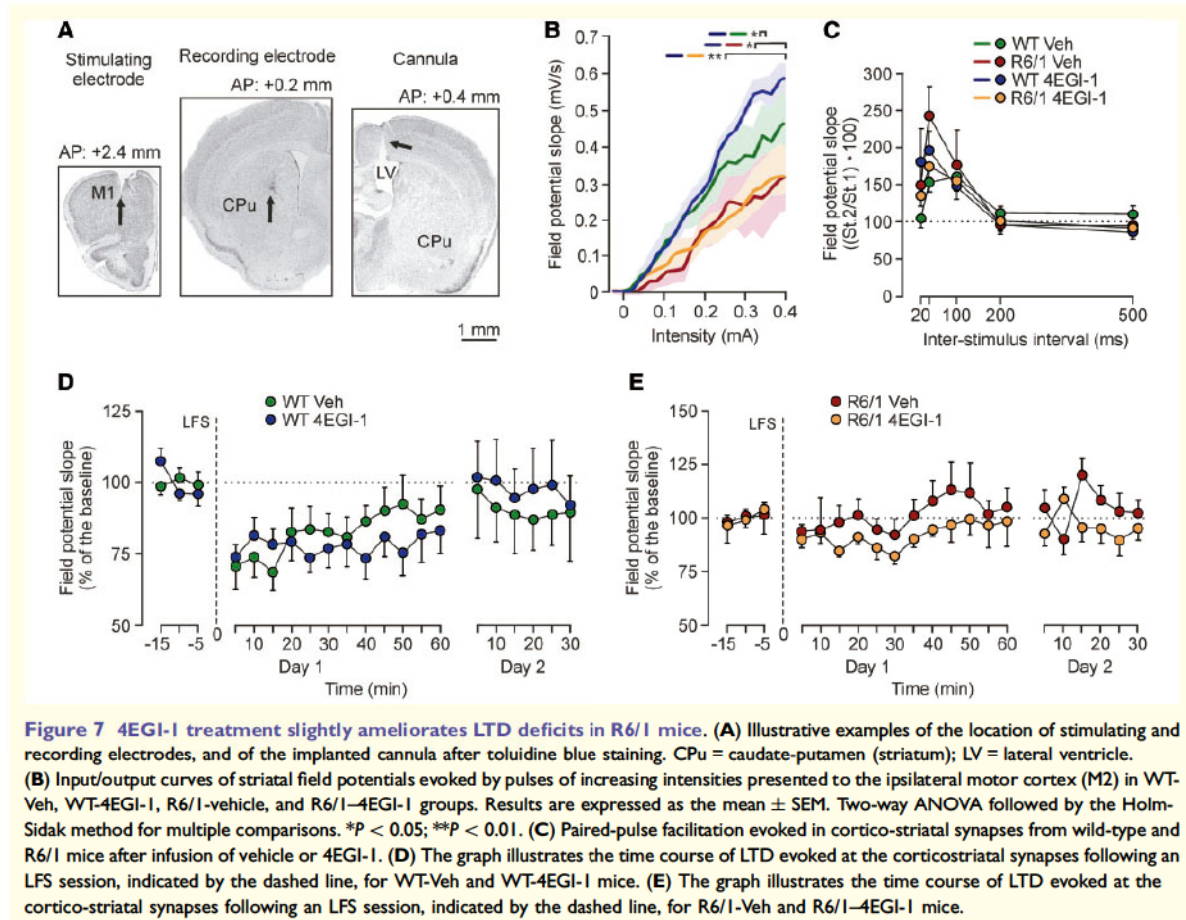 A
Stimulating
electrode
Recording electrode
Cannula
AP: +2.4 mm
AP: +0.2 mm
AP: +0.4 mm
M1
CPu
LV
CPu
1 mm
B
Field potential slope (mV/s)
0.7
0.6
0.5
0.4
0.3
0.2
0.1
0
*
*
**
0 0.1 0.2 0.3 0.4
Intensity (mA)
C
WT Veh
R6/1 Veh
WT 4EGI-1
R6/1 4EGI-1
Field potential slope
((St.2/St.1) • 100)
300
250
200
150
100
50
0
20 100 200 500
Inter-stimulus interval (ms)
D
WT Veh
WT 4EGI-1
LFS
Field potential slope
(% of the baseline)
125
100
75
50
-15 -5 0 10 20 30 40 50 60 10 20 30
Day 1 Day 2
Time (min)
E
R6/1 Veh
R6/1 4EGI-1
LFS
Field potential slope
(% of the baseline)
150
125
100
75
50
-15 -5 0 10 20 30 40 50 60 10 20 30
Day 1 Day 2
Time (min)
Figure 7 4EGI-1 treatment slightly ameliorates LTD deficits in R6/1 mice. (A) Illustrative examples of the location of stimulating and
recording electrodes, and of the implanted cannula after toluidine blue staining. CPu = caudate-putamen (striatum); LV = lateral ventricle.
(B) Input/output curves of striatal field potentials evoked by pulses of increasing intensities presented to the ipsilateral motor cortex (M2) in WT-
Veh, WT-4EGI-1, R6/1-vehicle, and R6/1–4EGI-1 groups. Results are expressed as the mean ± SEM. Two-way ANOVA followed by the Holm-
Sidak method for multiple comparisons. *P < 0.05; **P < 0.01. (C) Paired-pulse facilitation evoked in cortico-striatal synapses from wild-type and
R6/1 mice after infusion of vehicle or 4EGI-1. (D) The graph illustrates the time course of LTD evoked at the corticostriatal synapses following an
LFS session, indicated by the dashed line, for WT-Veh and WT-4EGI-1 mice. (E) The graph illustrates the time course of LTD evoked at the
cortico-striatal synapses following an LFS session, indicated by the dashed line, for R6/1-Veh and R6/1–4EGI-1 mice.